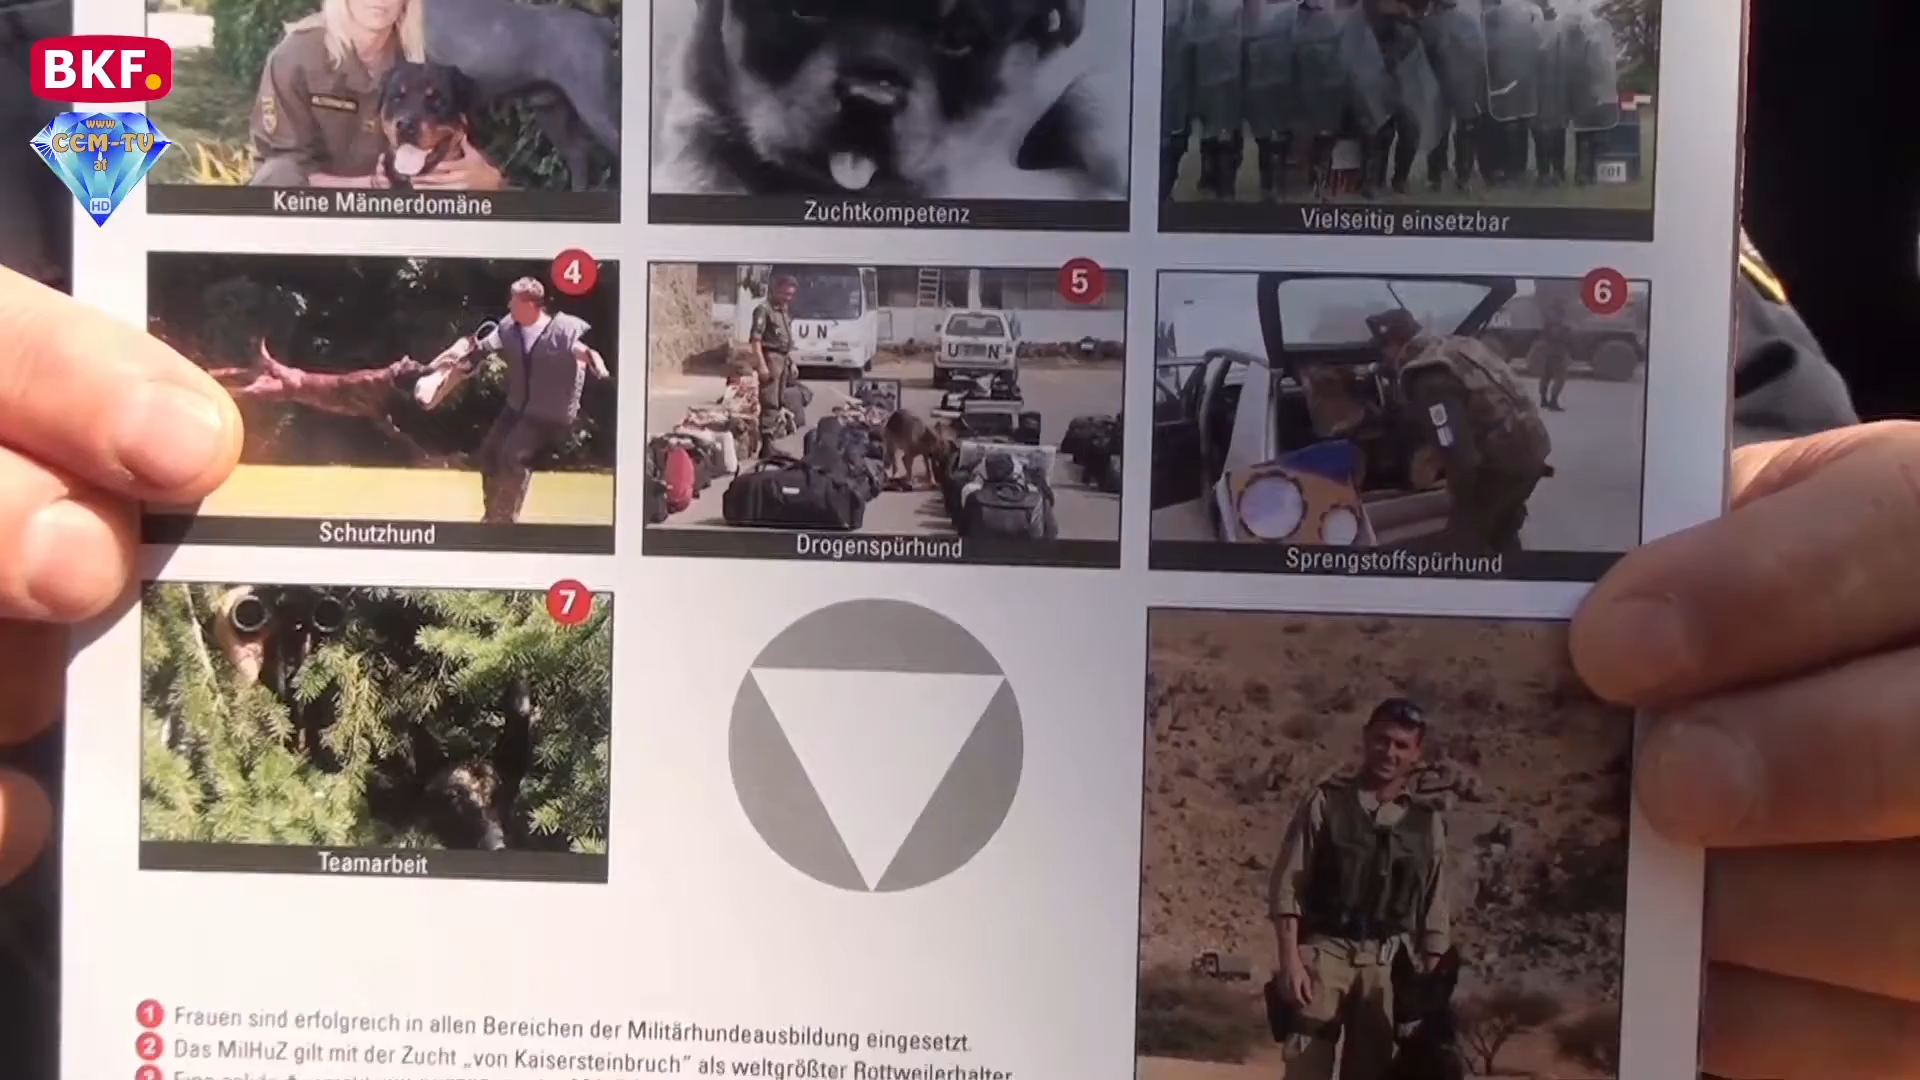 BKF.
www
CCM-TV
at
HD
Keine Männerdomäne
Zuchtkompetenz
Vielseitig einsetzbar
4
5
6
UN
UN
Schutzhund
Drogenspürhund
Sprengstoffspürhund
7
Teamarbeit
1 Frauen sind erfolgreich in allen Bereichen der Militärhundeausbildung eingesetzt.
2 Das MilHuZ gilt mit der Zucht „von Kaisersteinbruch" als weltgrößter Rottweilerhalter